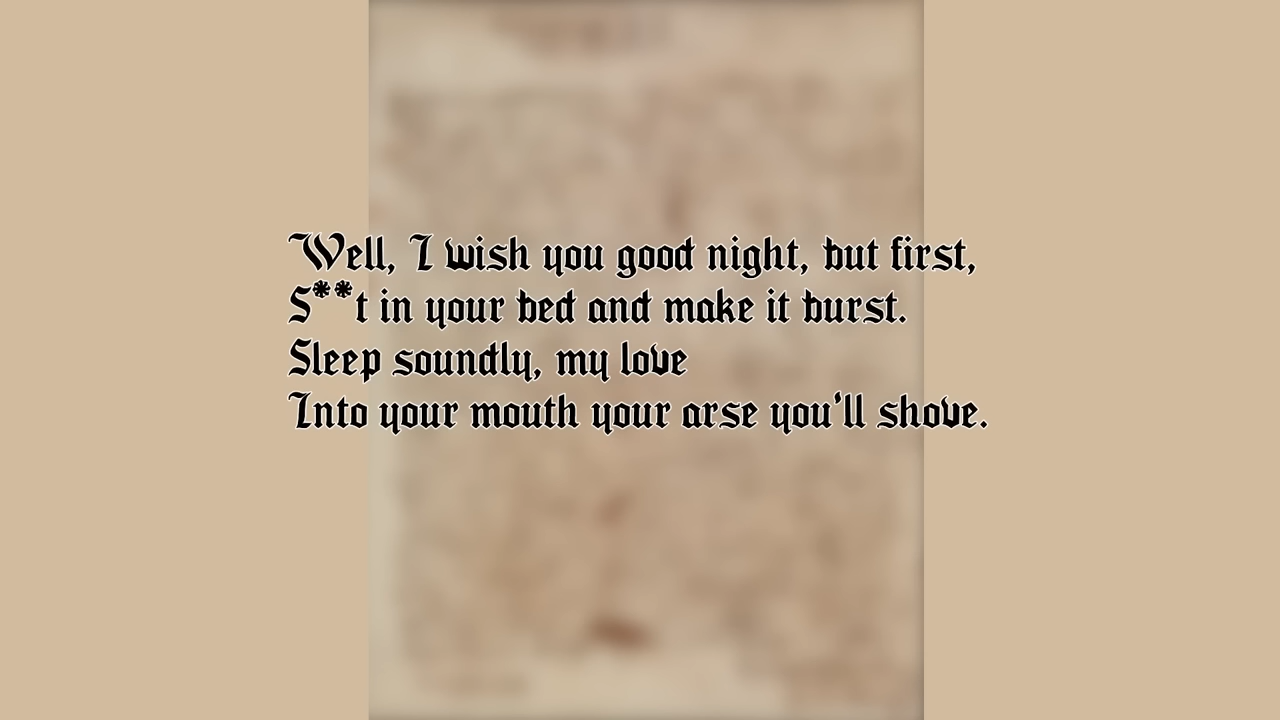 Well, I wish you good night, but first,
S**t in your bed and make it burst.
Sleep soundly, my love
Into your mouth your arse you'll shove.